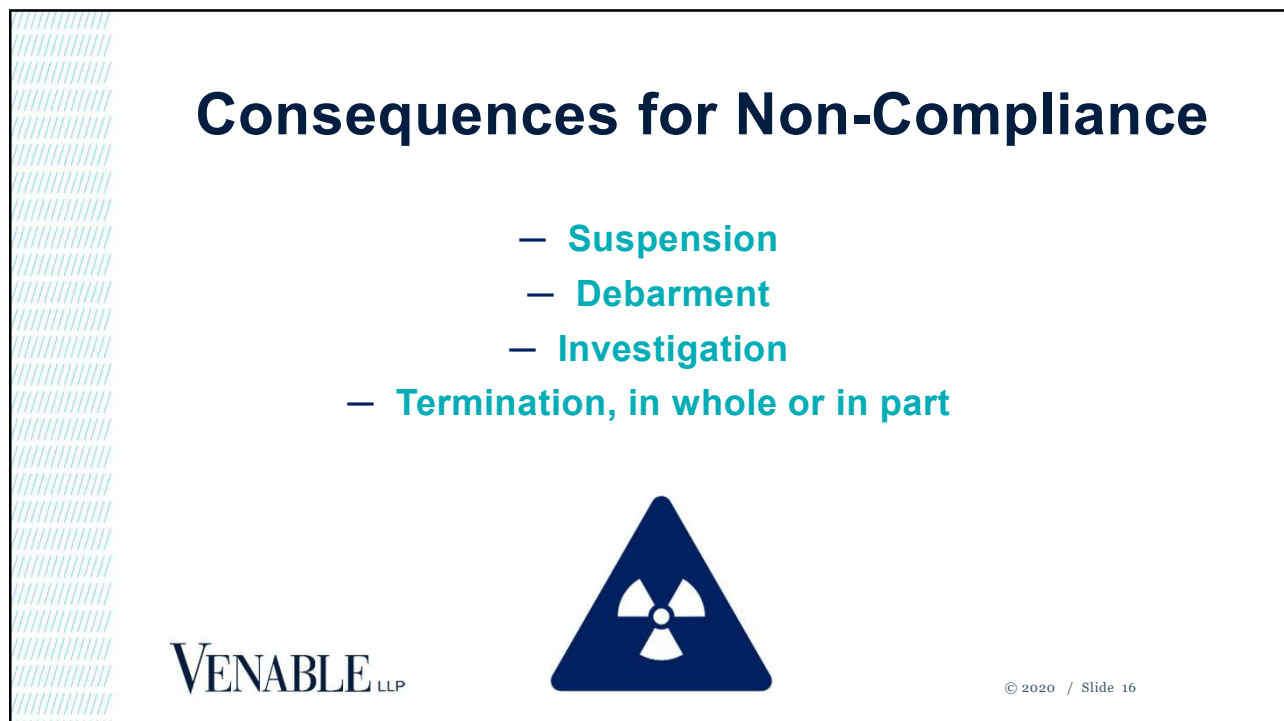 Consequences for Non-Compliance
— Suspension
— Debarment
— Investigation
— Termination, in whole or in part
VENABLE LLP
© 2020 / Slide 16